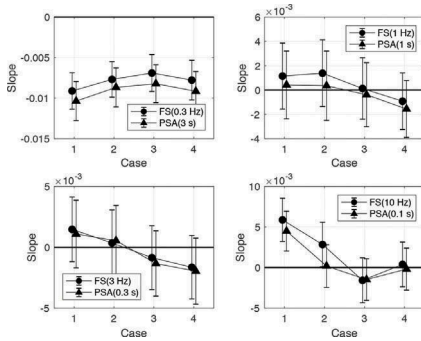 0
-0.005
-0.01
-0.015
Slope
FS(0.3 Hz)
PSA(3 s)
1 2 3 4
Case
×10⁻³
6
4
2
0
-2
-4
Slope
FS(1 Hz)
PSA(1 s)
1 2 3 4
Case
×10⁻³
5
0
-5
Slope
FS(3 Hz)
PSA(0.3 s)
1 2 3 4
Case
×10⁻³
10
5
0
-5
Slope
FS(10 Hz)
PSA(0.1 s)
1 2 3 4
Case